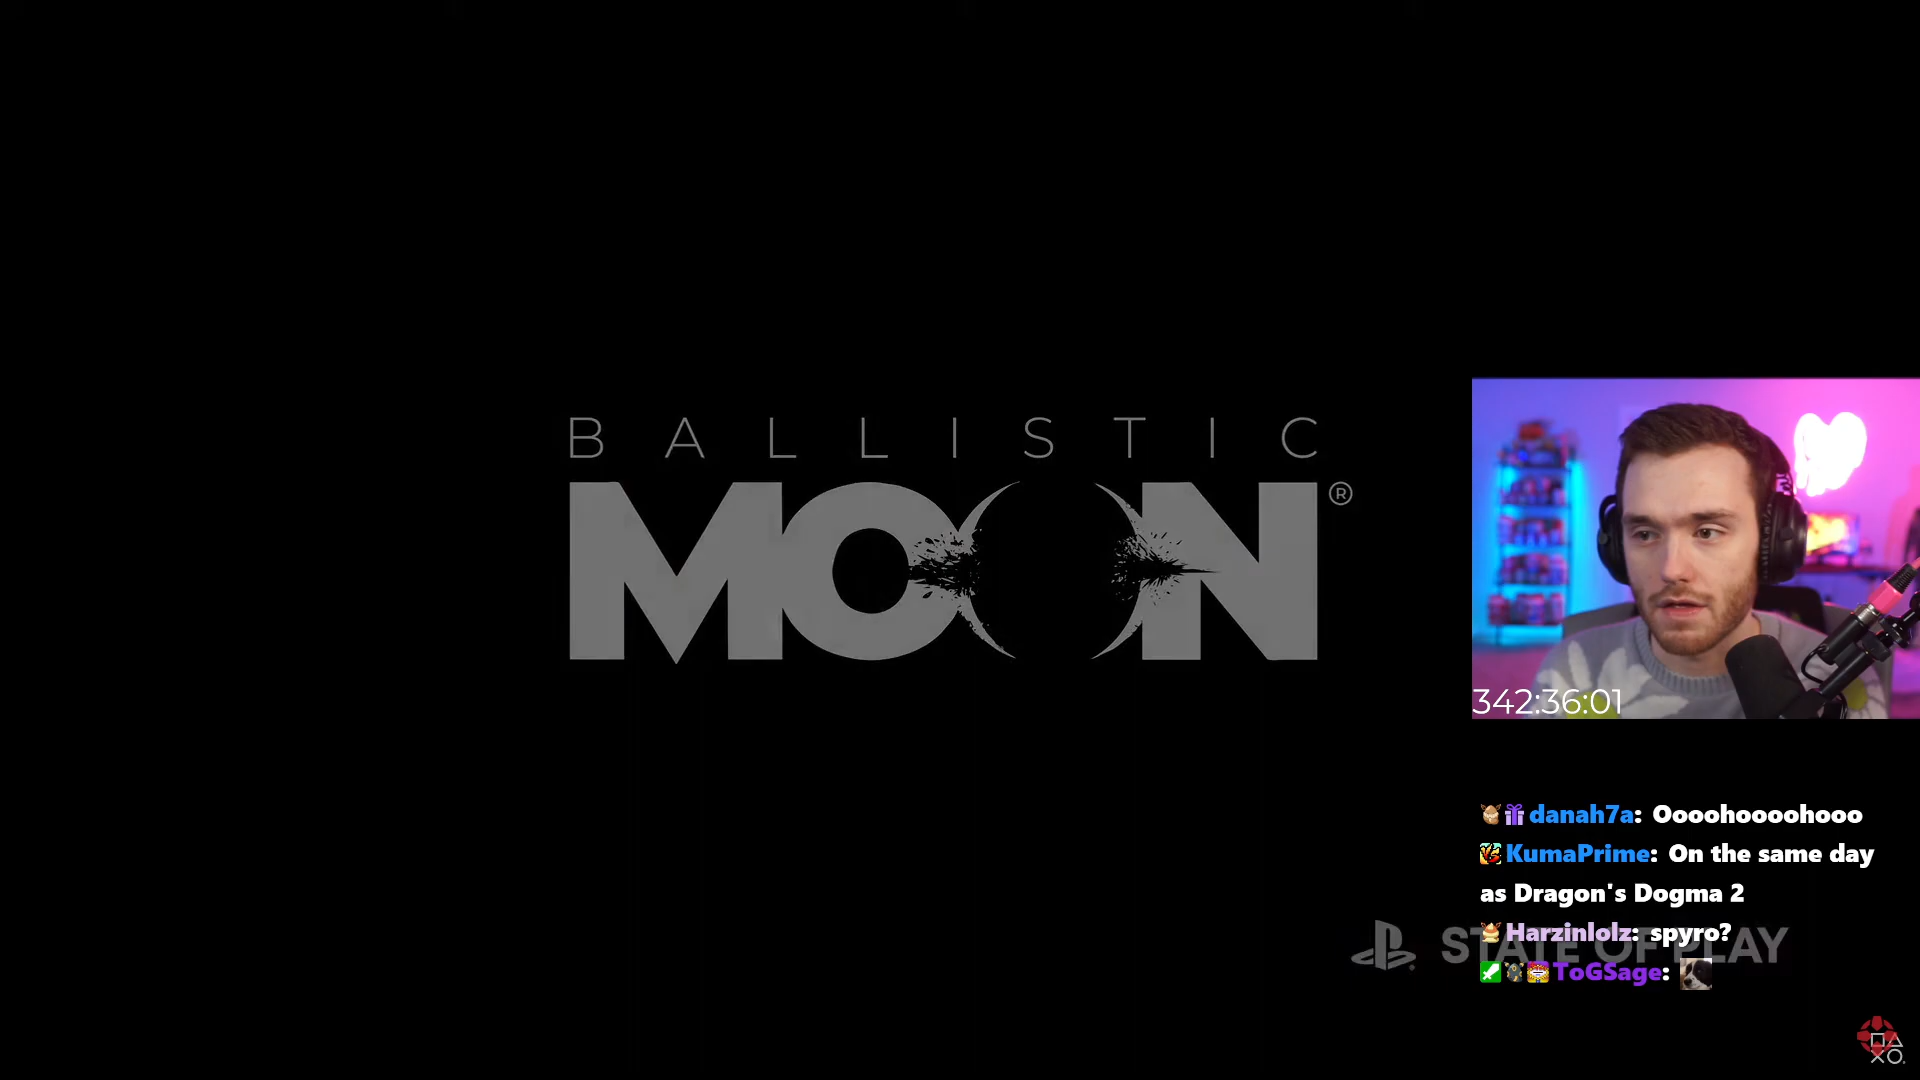 BALLISTIC
MOON®
342:36:01
danah7a: Oooohoooohooo
KumaPrime: On the same day
as Dragon's Dogma 2
Harzinlolz: spyro?
STATE OF PLAY
ToGSage: